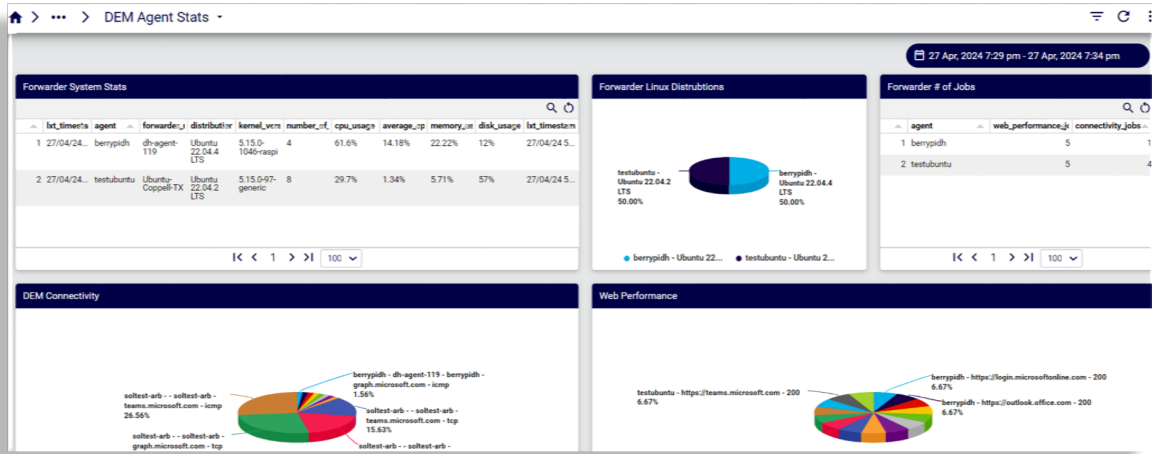 DEM Agent Stats
27 Apr, 2024 7:29 pm - 27 Apr, 2024 7:34 pm
Forwarder System Stats
lxt_timesta agent forwarder_ distribution kernel_vers number_of_ cpu_usage average_cp memory_us disk_usage lxt_timestam
1 27/04/24... berrypidh dh-agent-119 Ubuntu 22.04.4 LTS 5.15.0-1046-raspi 4 61.6% 14.18% 22.22% 12% 27/04/24 5...
2 27/04/24... testubuntu Ubuntu-Coppell-TX Ubuntu 22.04.2 LTS 5.15.0-97-generic 8 29.7% 1.34% 5.71% 57% 27/04/24 5...
1
100
Forwarder Linux Distrubtions
testubuntu -
Ubuntu 22.04.2
LTS
50.00%
berrypidh -
Ubuntu 22.04.4
LTS
50.00%
berrypidh - Ubuntu 22...
testubuntu - Ubuntu 2...
Forwarder # of Jobs
agent web_performance_jo connectivity_jobs
1 berrypidh 5 1
2 testubuntu 5 4
1
100
DEM Connectivity
berrypidh - dh-agent-119 - berrypidh -
graph.microsoft.com - icmp
1.56%
soltest-arb - - soltest-arb -
teams.microsoft.com - icmp
26.56%
soltest-arb - - soltest-arb -
teams.microsoft.com - tcp
15.63%
soltest-arb - - soltest-arb -
graph.microsoft.com - tcp
soltest-arb - - soltest-arb -
Web Performance
testubuntu - https://teams.microsoft.com - 200
6.67%
berrypidh - https://login.microsoftonline.com - 200
6.67%
berrypidh - https://outlook.office.com - 200
6.67%